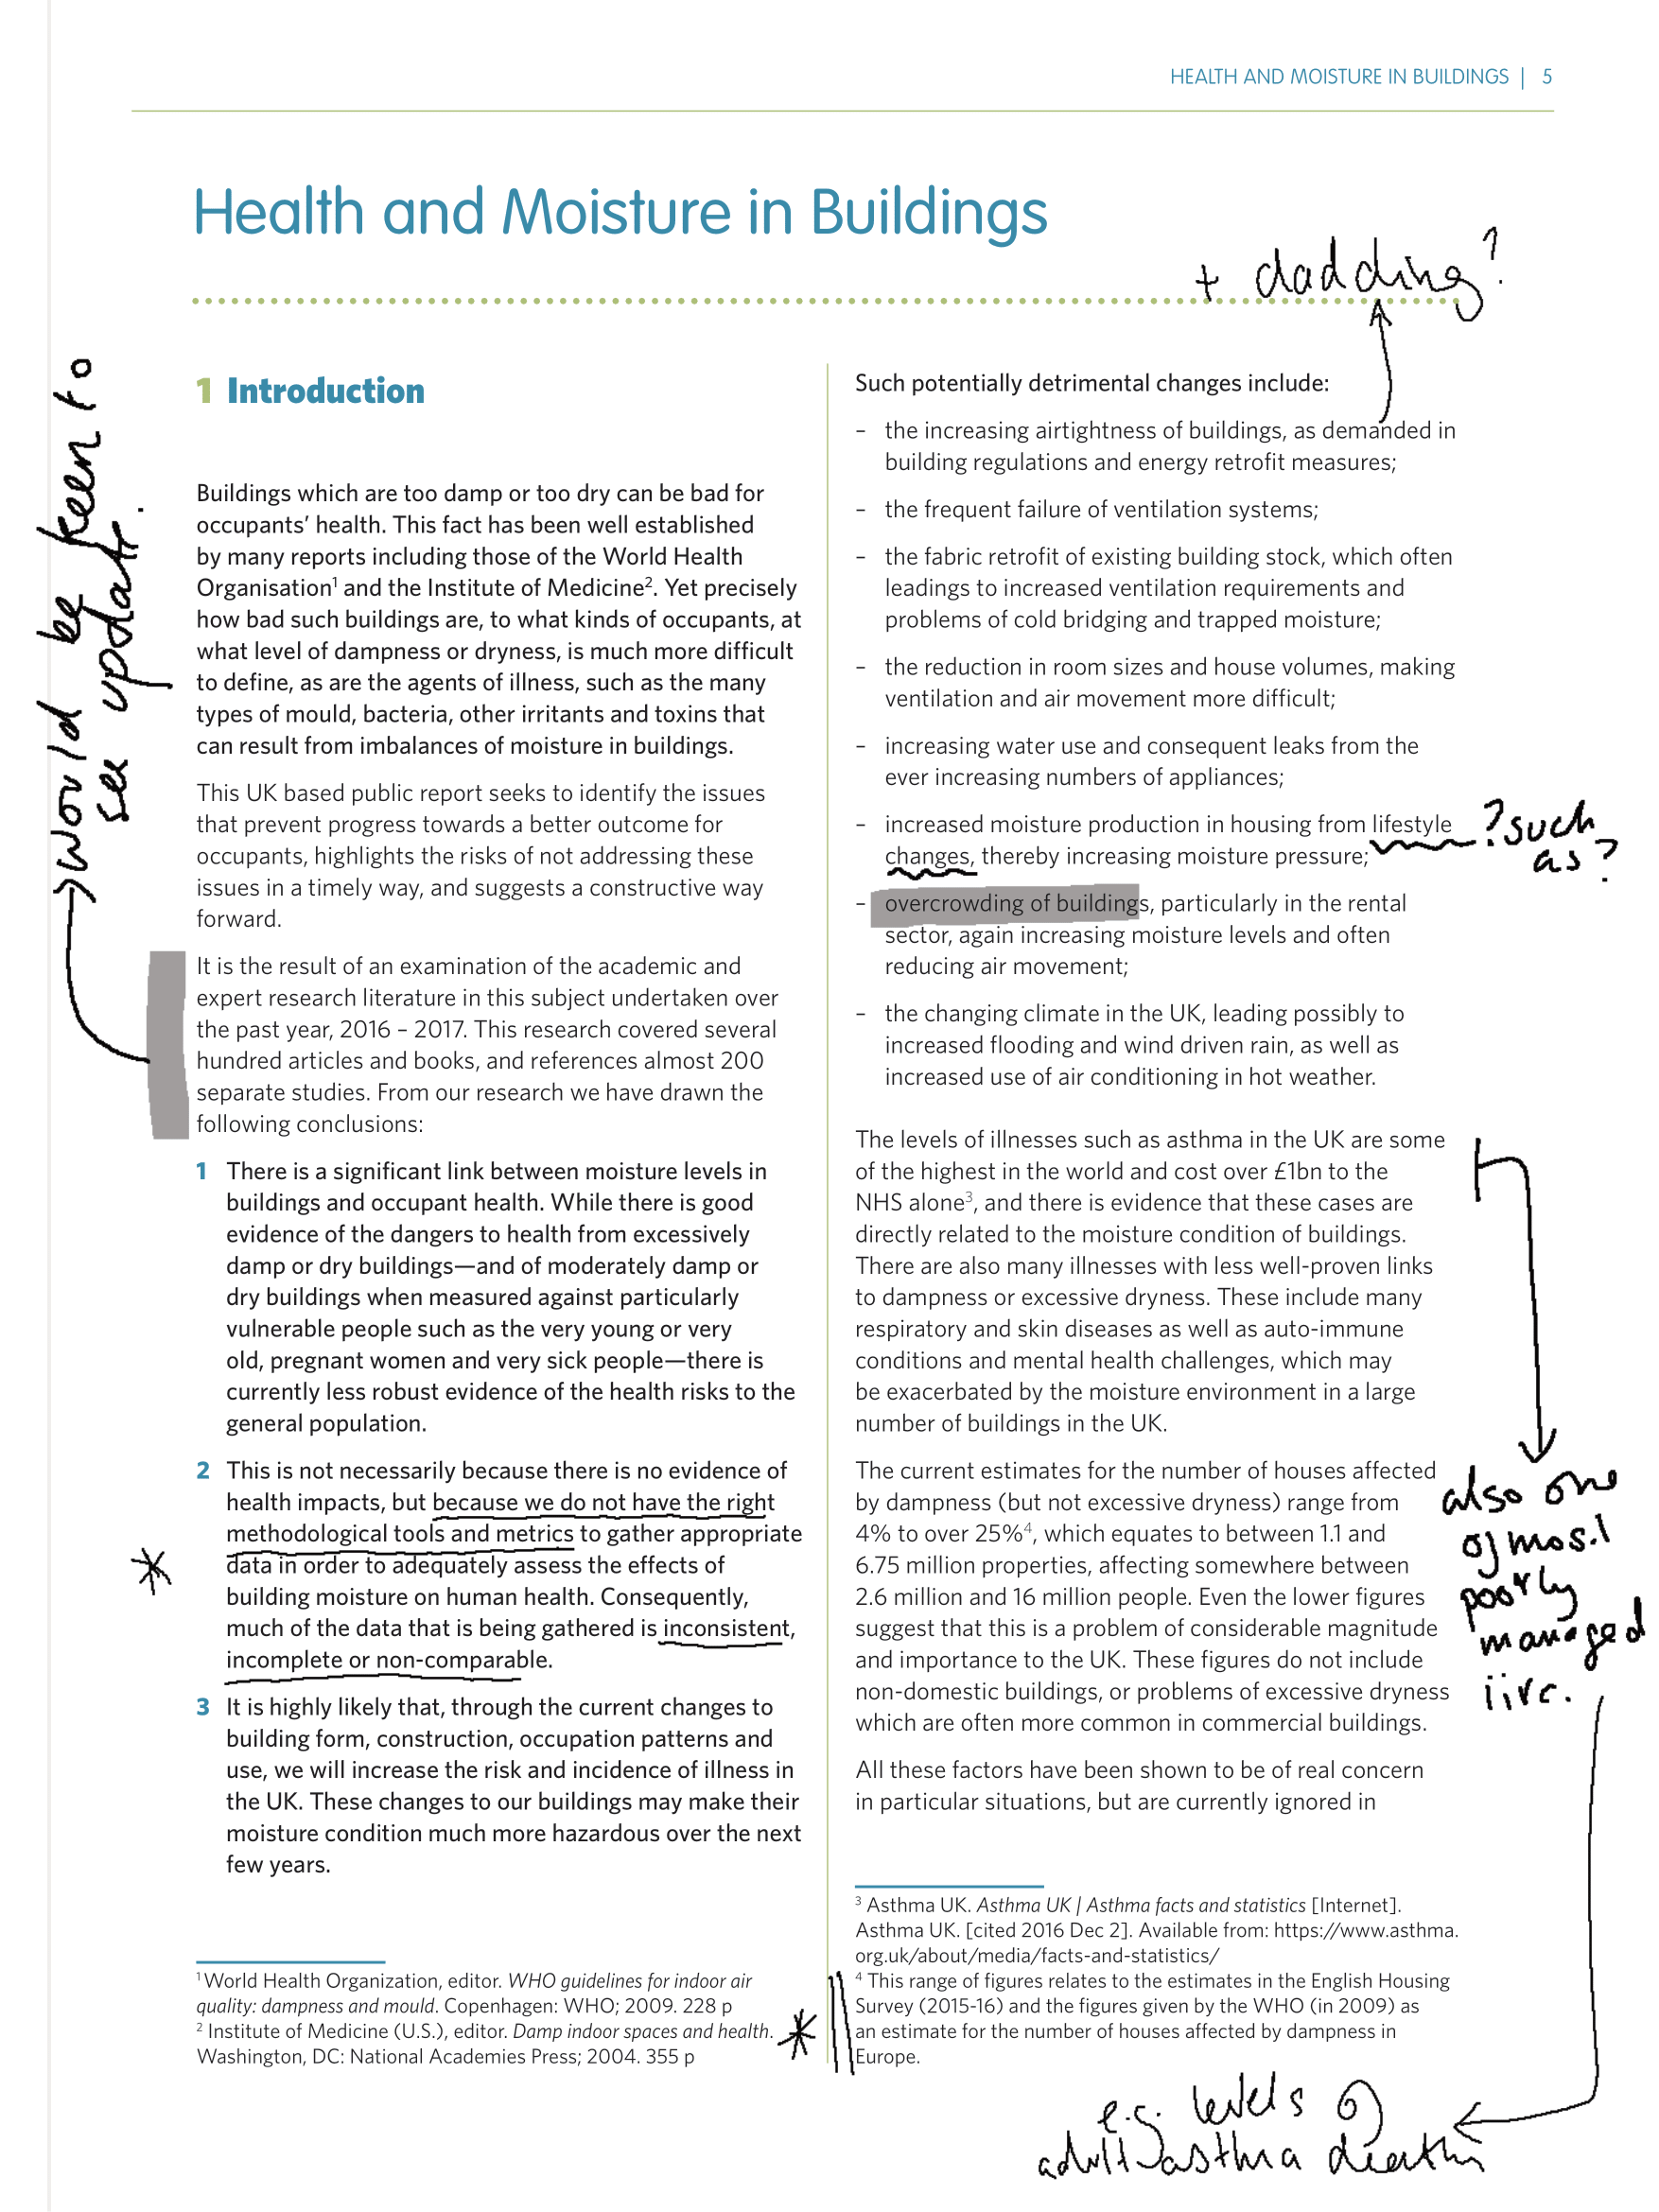 HEALTH AND MOISTURE IN BUILDINGS | 5
Health and Moisture in Buildings
+ cladding?
would be keen to
see update.
1 Introduction
Buildings which are too damp or too dry can be bad for
occupants' health. This fact has been well established
by many reports including those of the World Health
Organisation¹ and the Institute of Medicine². Yet precisely
how bad such buildings are, to what kinds of occupants, at
what level of dampness or dryness, is much more difficult
to define, as are the agents of illness, such as the many
types of mould, bacteria, other irritants and toxins that
can result from imbalances of moisture in buildings.
This UK based public report seeks to identify the issues
that prevent progress towards a better outcome for
occupants, highlights the risks of not addressing these
issues in a timely way, and suggests a constructive way
forward.
It is the result of an examination of the academic and
expert research literature in this subject undertaken over
the past year, 2016 – 2017. This research covered several
hundred articles and books, and references almost 200
separate studies. From our research we have drawn the
following conclusions:
1 There is a significant link between moisture levels in
buildings and occupant health. While there is good
evidence of the dangers to health from excessively
damp or dry buildings—and of moderately damp or
dry buildings when measured against particularly
vulnerable people such as the very young or very
old, pregnant women and very sick people—there is
currently less robust evidence of the health risks to the
general population.
2 This is not necessarily because there is no evidence of
health impacts, but because we do not have the right
methodological tools and metrics to gather appropriate
data in order to adequately assess the effects of
building moisture on human health. Consequently,
much of the data that is being gathered is inconsistent,
incomplete or non-comparable.
3 It is highly likely that, through the current changes to
building form, construction, occupation patterns and
use, we will increase the risk and incidence of illness in
the UK. These changes to our buildings may make their
moisture condition much more hazardous over the next
few years.
¹ World Health Organization, editor. WHO guidelines for indoor air
quality: dampness and mould. Copenhagen: WHO; 2009. 228 p
² Institute of Medicine (U.S.), editor. Damp indoor spaces and health.
Washington, DC: National Academies Press; 2004. 355 p
Such potentially detrimental changes include:
– the increasing airtightness of buildings, as demanded in
building regulations and energy retrofit measures;
– the frequent failure of ventilation systems;
– the fabric retrofit of existing building stock, which often
leadings to increased ventilation requirements and
problems of cold bridging and trapped moisture;
– the reduction in room sizes and house volumes, making
ventilation and air movement more difficult;
– increasing water use and consequent leaks from the
ever increasing numbers of appliances;
– increased moisture production in housing from lifestyle
changes, thereby increasing moisture pressure;
? such
as?
– overcrowding of buildings, particularly in the rental
sector, again increasing moisture levels and often
reducing air movement;
– the changing climate in the UK, leading possibly to
increased flooding and wind driven rain, as well as
increased use of air conditioning in hot weather.
The levels of illnesses such as asthma in the UK are some
of the highest in the world and cost over £1bn to the
NHS alone³, and there is evidence that these cases are
directly related to the moisture condition of buildings.
There are also many illnesses with less well-proven links
to dampness or excessive dryness. These include many
respiratory and skin diseases as well as auto-immune
conditions and mental health challenges, which may
be exacerbated by the moisture environment in a large
number of buildings in the UK.
The current estimates for the number of houses affected
by dampness (but not excessive dryness) range from
4% to over 25%⁴, which equates to between 1.1 and
6.75 million properties, affecting somewhere between
2.6 million and 16 million people. Even the lower figures
suggest that this is a problem of considerable magnitude
and importance to the UK. These figures do not include
non-domestic buildings, or problems of excessive dryness
which are often more common in commercial buildings.
also one
of most
poorly
managed
iirc.
All these factors have been shown to be of real concern
in particular situations, but are currently ignored in
³ Asthma UK. Asthma UK | Asthma facts and statistics [Internet].
Asthma UK. [cited 2016 Dec 2]. Available from: https://www.asthma.
org.uk/about/media/facts-and-statistics/
⁴ This range of figures relates to the estimates in the English Housing
Survey (2015-16) and the figures given by the WHO (in 2009) as
an estimate for the number of houses affected by dampness in
Europe.
e.g. levels of
adult asthma deaths